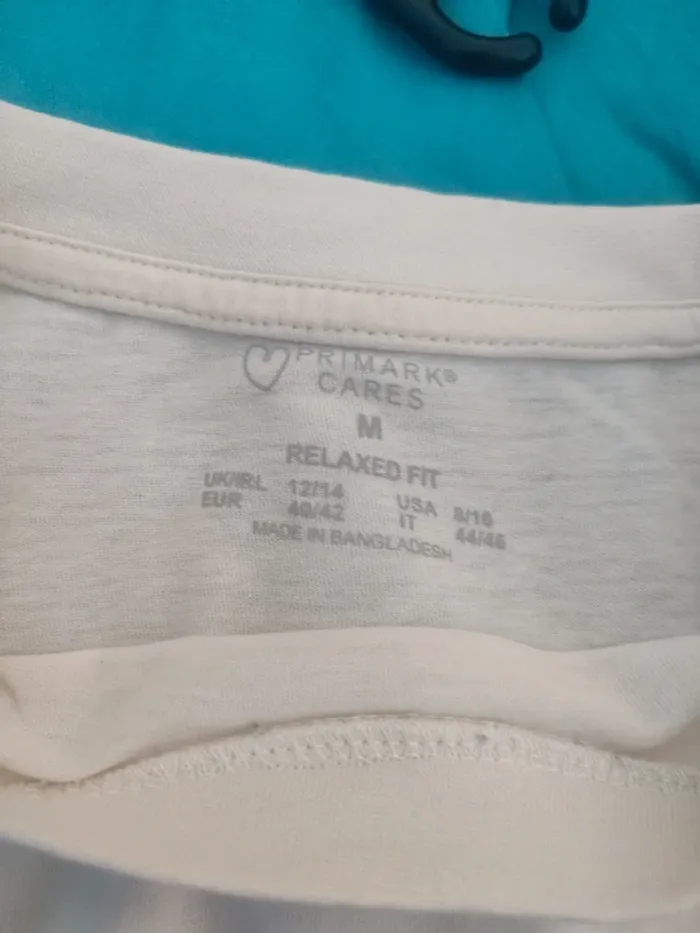 PRIMARK®
CARES
M
RELAXED FIT
UK/IRL 12/14 USA 8/10
EUR 40/42 IT 44/46
MADE IN BANGLADESH